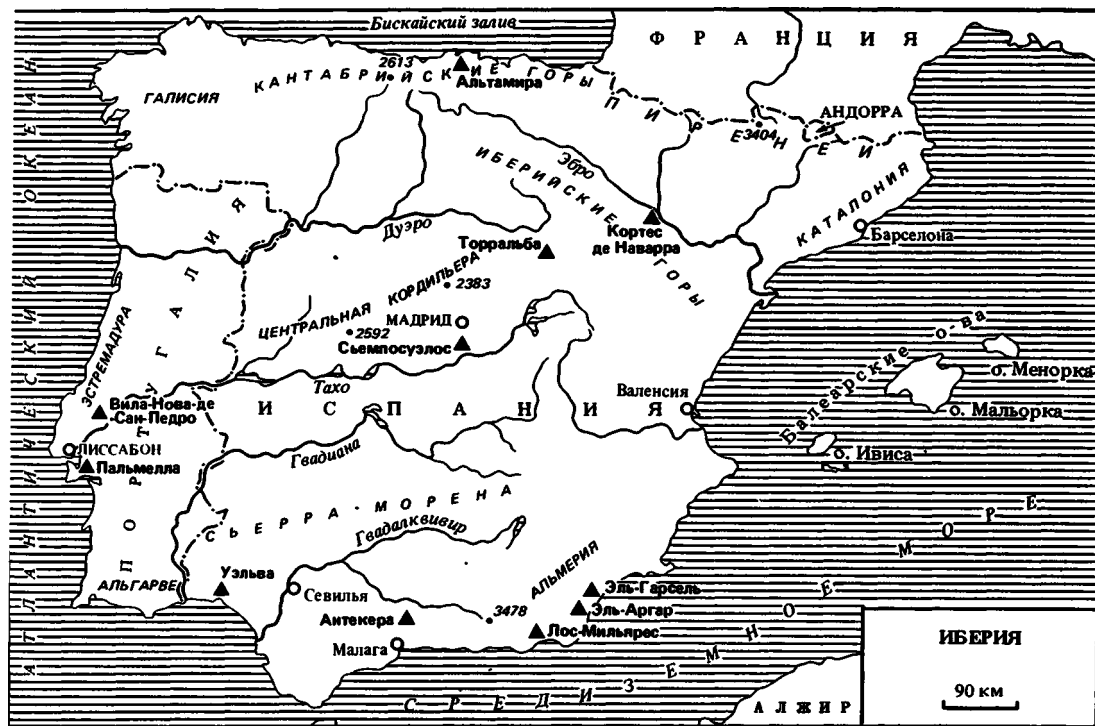 Бискайский залив
ФРАНЦИЯ
АТЛАНТИЧЕСКИЙ ОКЕАН
2613
КАНТАБРИЙСКИЕ ГОРЫ
Альтамира
ГАЛИСИЯ
ПИРЕНЕИ
3404
АНДОРРА
Эбро
ИБЕРИЙСКИЕ ГОРЫ
КАТАЛОНИЯ
Барселона
Кортес
де Наварра
Дуэро
Торральба
2383
ЦЕНТРАЛЬНАЯ КОРДИЛЬЕРА
2592
МАДРИД
Сьемпосуэлос
ПОРТУГАЛИЯ
ЭСТРЕМАДУРА
Тахо
Валенсия
Балеарские о-ва
о. Менорка
о. Мальорка
о. Ивиса
Вила-Нова-де
-Сан-Педро
ИСПАНИЯ
ЛИССАБОН
Пальмелла
Гвадиана
СЬЕРРА-МОРЕНА
Гвадалквивир
АЛЬГАРВЕ
Уэльва
Севилья
Антекера
3478
Малага
АЛЬМЕРИЯ
Эль-Гарсель
Эль-Аргар
Лос-Мильярес
СРЕДИЗЕМНОЕ МОРЕ
ИБЕРИЯ
90 км
АЛЖИР